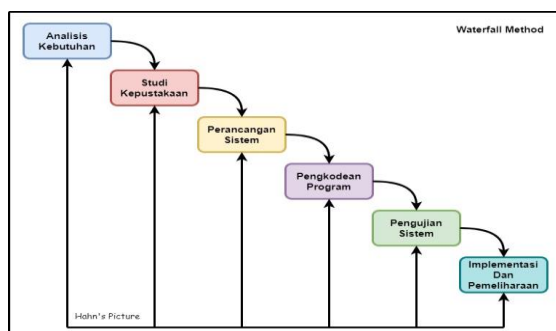 Waterfall Method
Analisis
Kebutuhan
Studi
Kepustakaan
Perancangan
Sistem
Pengkodean
Program
Pengujian
Sistem
Implementasi
Dan
Pemeliharaan
Hahn's Picture